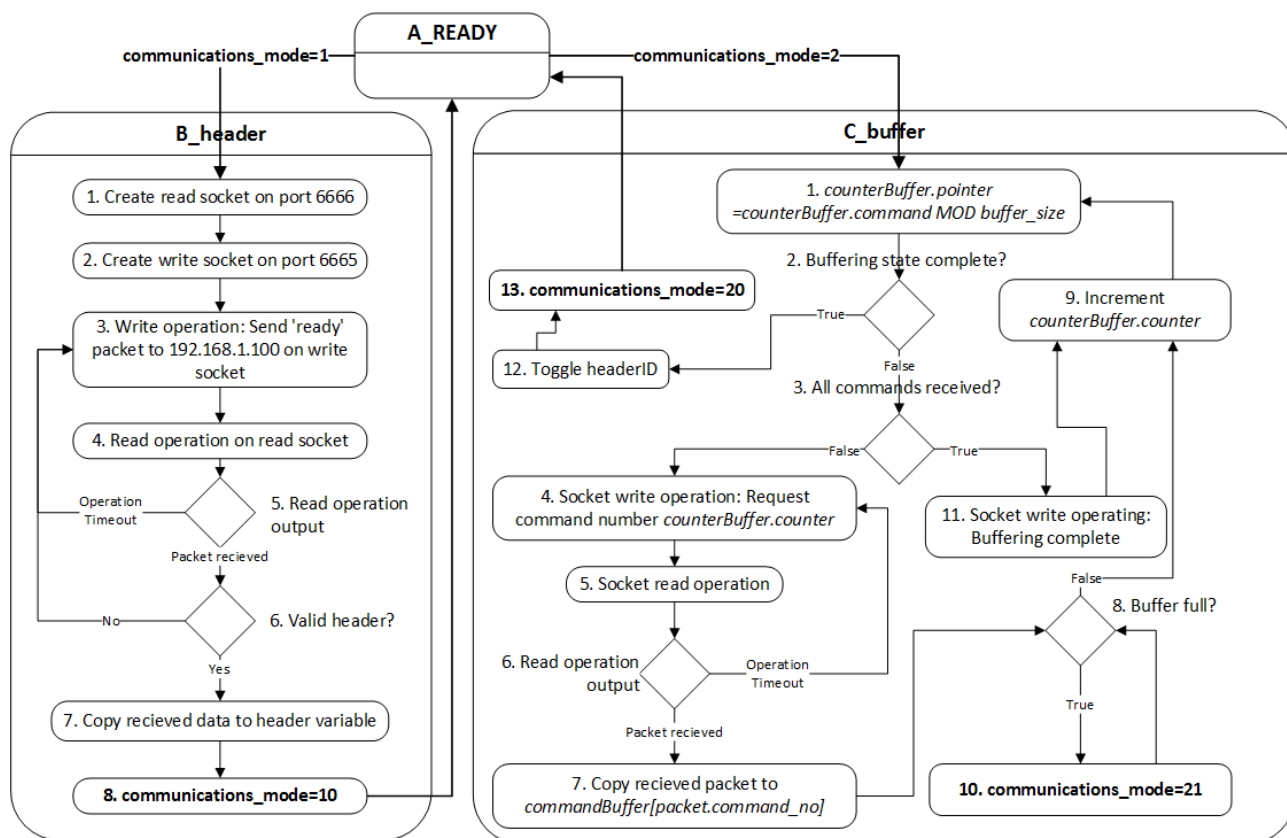 A_READY
communications_mode=1
communications_mode=2
B_header
1. Create read socket on port 6666
2. Create write socket on port 6665
3. Write operation: Send 'ready'
packet to 192.168.1.100 on write
socket
4. Read operation on read socket
Operation
Timeout
5. Read operation
output
Packet recieved
No
6. Valid header?
Yes
7. Copy recieved data to header variable
8. communications_mode=10
C_buffer
1. counterBuffer.pointer
=counterBuffer.command MOD buffer_size
2. Buffering state complete?
True
False
13. communications_mode=20
12. Toggle headerID
9. Increment
counterBuffer.counter
3. All commands received?
False
True
4. Socket write operation: Request
command number counterBuffer.counter
11. Socket write operating:
Buffering complete
5. Socket read operation
6. Read operation
output
Operation
Timeout
Packet recieved
7. Copy recieved packet to
commandBuffer[packet.command_no]
False
8. Buffer full?
True
10. communications_mode=21